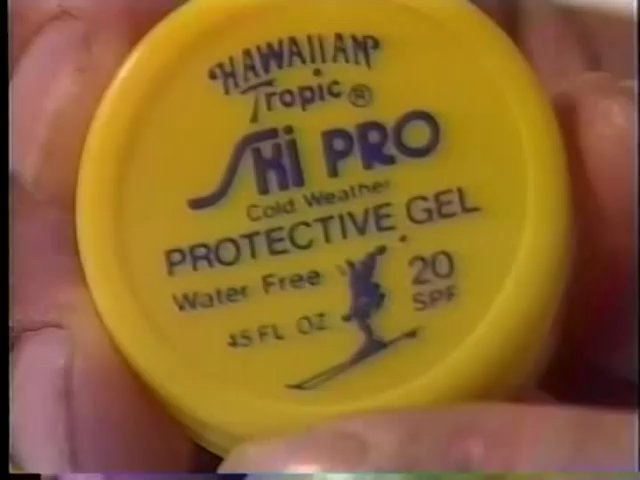 HAWAIIAN
Tropic®
Ski PRO
Cold Weather
PROTECTIVE GEL
Water Free 20
.45 FL OZ SPF